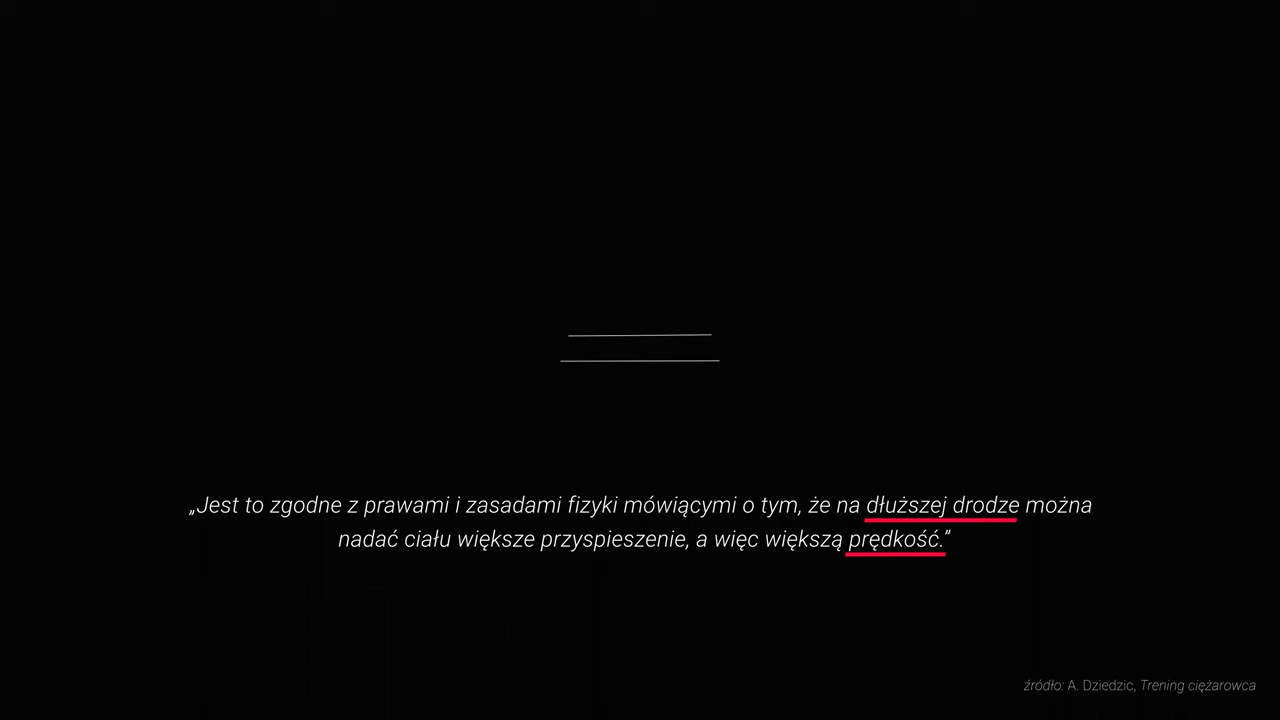 „Jest to zgodne z prawami i zasadami fizyki mówiącymi o tym, że na dłuższej drodze można
nadać ciału większe przyspieszenie, a więc większą prędkość.”
źródło: A. Dziedzic, Trening ciężarowca